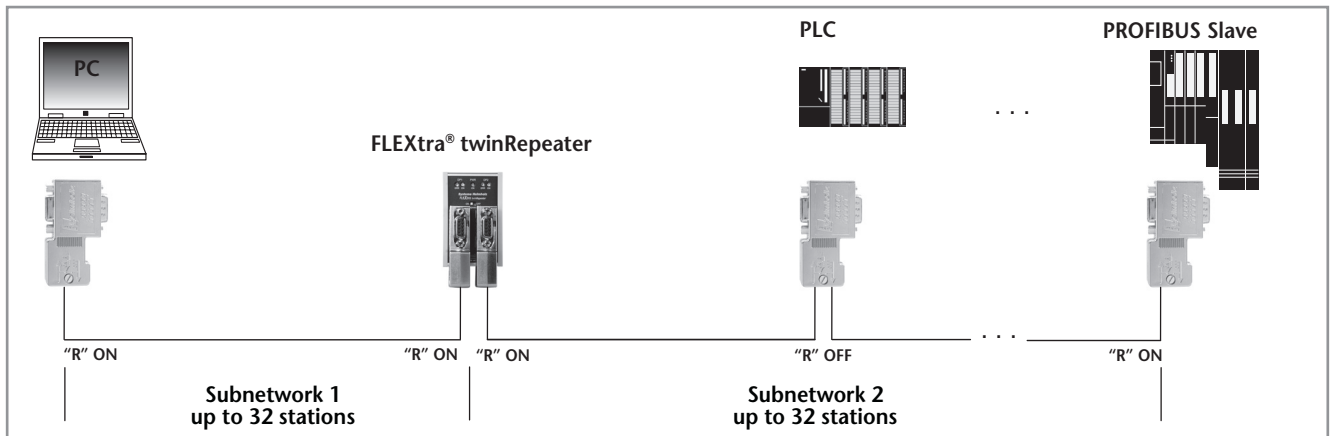 PC
FLEXtra® twinRepeater
PLC
. . .
PROFIBUS Slave
"R" ON
"R" ON
"R" ON
"R" OFF
. . .
"R" ON
Subnetwork 1
up to 32 stations
Subnetwork 2
up to 32 stations